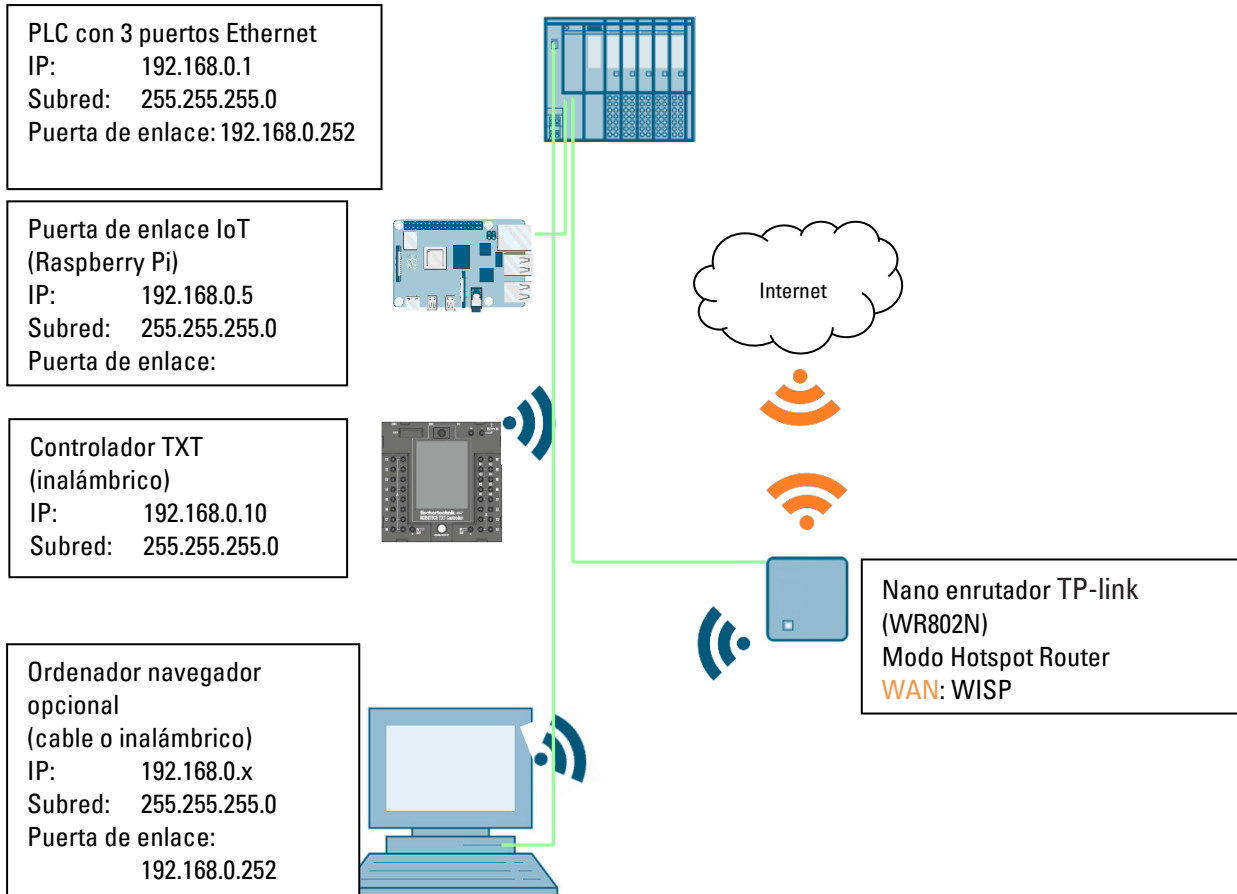 PLC con 3 puertos Ethernet
IP: 192.168.0.1
Subred: 255.255.255.0
Puerta de enlace: 192.168.0.252
Puerta de enlace IoT
(Raspberry Pi)
IP: 192.168.0.5
Subred: 255.255.255.0
Puerta de enlace:
Internet
Controlador TXT
(inalámbrico)
IP: 192.168.0.10
Subred: 255.255.255.0
ROBOTICS TXT Controller
Nano enrutador TP-link
(WR802N)
Modo Hotspot Router
WAN: WISP
Ordenador navegador
opcional
(cable o inalámbrico)
IP: 192.168.0.x
Subred: 255.255.255.0
Puerta de enlace:
192.168.0.252